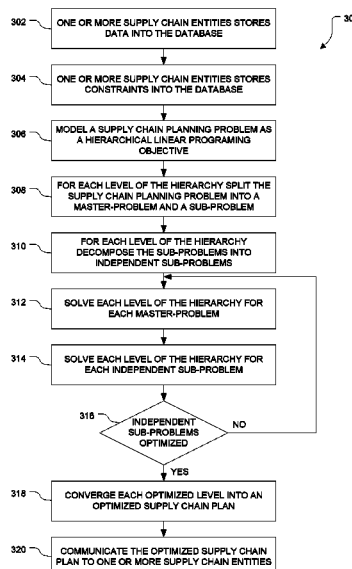 302
ONE OR MORE SUPPLY CHAIN ENTITIES STORES
DATA INTO THE DATABASE
30
304
ONE OR MORE SUPPLY CHAIN ENTITIES STORES
CONSTRAINTS INTO THE DATABASE
306
MODEL A SUPPLY CHAIN PLANNING PROBLEM AS
A HIERARCHICAL LINEAR PROGRAMING
OBJECTIVE
308
FOR EACH LEVEL OF THE HIERARCHY SPLIT THE
SUPPLY CHAIN PLANNING PROBLEM INTO A
MASTER-PROBLEM AND A SUB-PROBLEM
310
FOR EACH LEVEL OF THE HIERARCHY
DECOMPOSE THE SUB-PROBLEMS INTO
INDEPENDENT SUB-PROBLEMS
312
SOLVE EACH LEVEL OF THE HIERARCHY FOR
EACH MASTER-PROBLEM
314
SOLVE EACH LEVEL OF THE HIERARCHY FOR
EACH INDEPENDENT SUB-PROBLEM
316
INDEPENDENT
SUB-PROBLEMS
OPTIMIZED
NO
YES
318
CONVERGE EACH OPTIMIZED LEVEL INTO AN
OPTIMIZED SUPPLY CHAIN PLAN
320
COMMUNICATE THE OPTIMIZED SUPPLY CHAIN
PLAN TO ONE OR MORE SUPPLY CHAIN ENTITIES